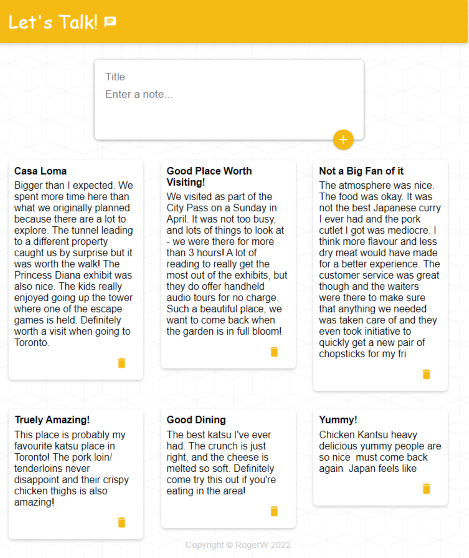 Let's Talk!
Title
Enter a note...
+
Casa Loma
Bigger than I expected. We
spent more time here than
what we originally planned
because there are a lot to
explore. The tunnel leading
to a different property
caught us by surprise but it
was worth the walk! The
Princess Diana exhibit was
also nice. The kids really
enjoyed going up the tower
where one of the escape
games is held. Definitely
worth a visit when going to
Toronto.
Good Place Worth
Visiting!
We visited as part of the
City Pass on a Sunday in
April. It was not too busy,
and lots of things to look at
- we were there for more
than 3 hours! A lot of
reading to really get the
most out of the exhibits, but
they do offer handheld
audio tours for no charge.
Such a beautiful place, we
want to come back when
the garden is in full bloom!
Not a Big Fan of it
The atmosphere was nice.
The food was okay. It was
not the best Japanese curry
I ever had and the pork
cutlet I got was mediocre. I
think more flavour and less
dry meat would have made
for a better experience. The
customer service was great
though and the waiters
were there to make sure
that anything we needed
was taken care of and they
even took initiative to
quickly get a new pair of
chopsticks for my fri
Truely Amazing!
This place is probably my
favourite katsu place in
Toronto! The pork loin/
tenderloins never
disappoint and their crispy
chicken thighs is also
amazing!
Good Dining
The best katsu I've ever
had. The crunch is just
right, and the cheese is
melted so soft. Definitely
come try this out if you're
eating in the area!
Yummy!
Chicken Kantsu heavy
delicious yummy people are
so nice  must come back
again  Japan feels like
Copyright © RogerW 2022